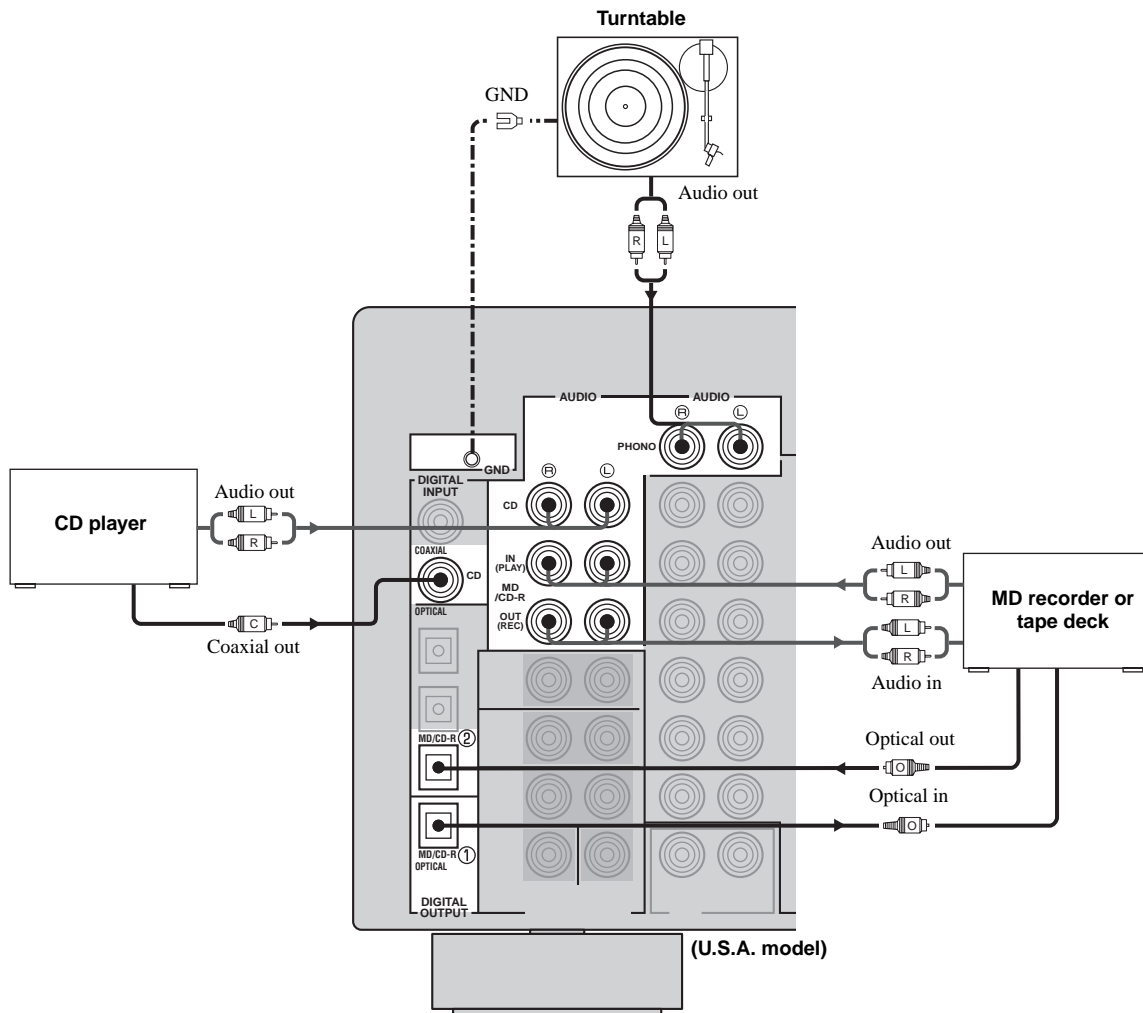 Turntable
GND
Audio out
R L
AUDIO AUDIO
R L
PHONO
GND
DIGITAL
INPUT
R L
CD
COAXIAL
CD
IN
(PLAY)
MD
/CD-R
OUT
(REC)
OPTICAL
MD/CD-R 2
MD/CD-R 1
OPTICAL
DIGITAL
OUTPUT
CD player
Audio out
L
R
C
Coaxial out
Audio out
L
R
L
R
Audio in
MD recorder or
tape deck
Optical out
O
Optical in
O
(U.S.A. model)